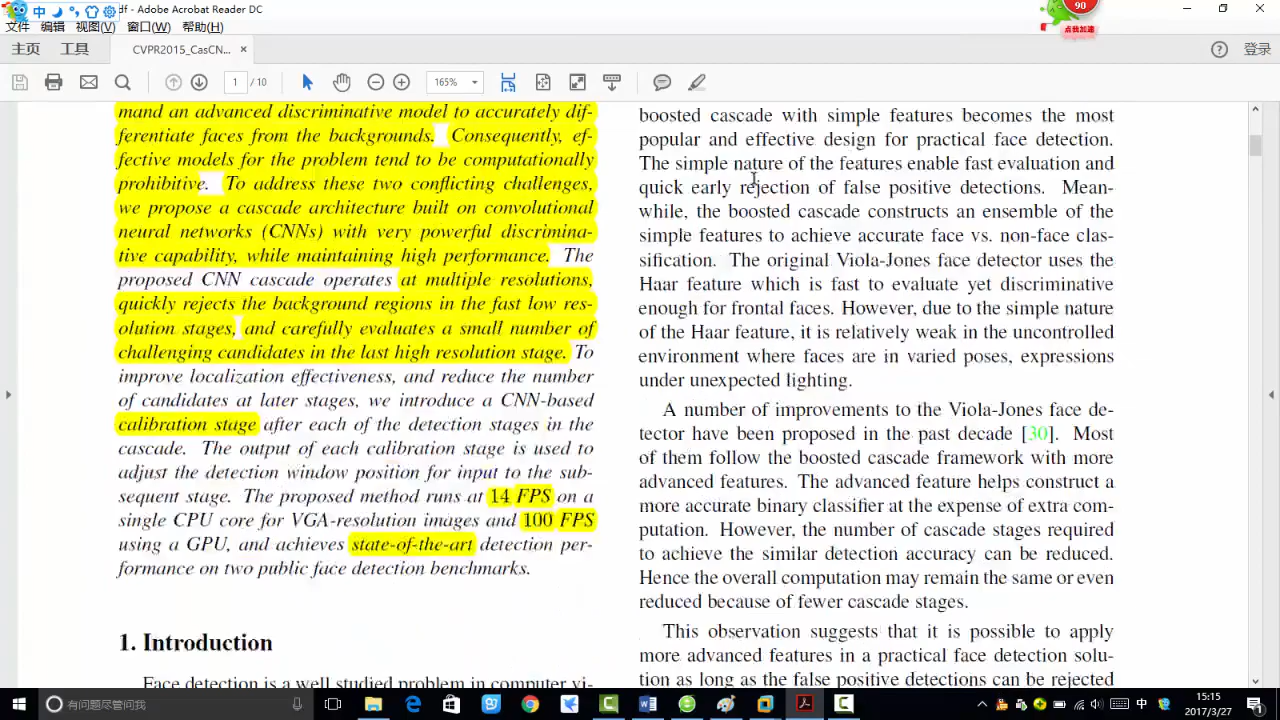 中
df - Adobe Acrobat Reader DC
90
点我加速
文件 编辑 视图(V) 窗口(W) 帮助(H)
主页 工具 CVPR2015_CasCN... × 登录
1 / 10 165%
mand an advanced discriminative model to accurately dif-
ferentiate faces from the backgrounds. Consequently, ef-
fective models for the problem tend to be computationally
prohibitive. To address these two conflicting challenges,
we propose a cascade architecture built on convolutional
neural networks (CNNs) with very powerful discrimina-
tive capability, while maintaining high performance. The
proposed CNN cascade operates at multiple resolutions,
quickly rejects the background regions in the fast low res-
olution stages, and carefully evaluates a small number of
challenging candidates in the last high resolution stage. To
improve localization effectiveness, and reduce the number
of candidates at later stages, we introduce a CNN-based
calibration stage after each of the detection stages in the
cascade. The output of each calibration stage is used to
adjust the detection window position for input to the sub-
sequent stage. The proposed method runs at 14 FPS on a
single CPU core for VGA-resolution images and 100 FPS
using a GPU, and achieves state-of-the-art detection per-
formance on two public face detection benchmarks.
1. Introduction
Face detection is a well studied problem in computer vi-
boosted cascade with simple features becomes the most
popular and effective design for practical face detection.
The simple nature of the features enable fast evaluation and
quick early rejection of false positive detections. Mean-
while, the boosted cascade constructs an ensemble of the
simple features to achieve accurate face vs. non-face clas-
sification. The original Viola-Jones face detector uses the
Haar feature which is fast to evaluate yet discriminative
enough for frontal faces. However, due to the simple nature
of the Haar feature, it is relatively weak in the uncontrolled
environment where faces are in varied poses, expressions
under unexpected lighting.
A number of improvements to the Viola-Jones face de-
tector have been proposed in the past decade [30]. Most
of them follow the boosted cascade framework with more
advanced features. The advanced feature helps construct a
more accurate binary classifier at the expense of extra com-
putation. However, the number of cascade stages required
to achieve the similar detection accuracy can be reduced.
Hence the overall computation may remain the same or even
reduced because of fewer cascade stages.
This observation suggests that it is possible to apply
more advanced features in a practical face detection solu-
tion as long as the false positive detections can be rejected
有问题尽管问我
中
15:15
2017/3/27